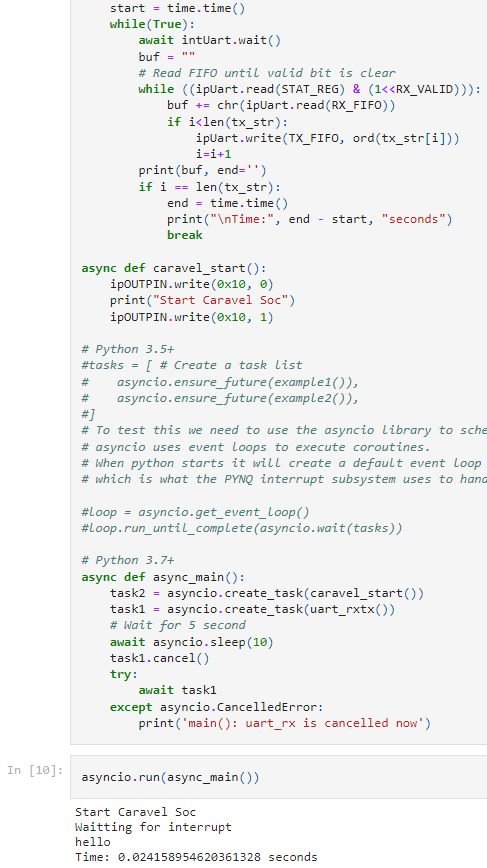 start = time.time()
    while(True):
        await intUart.wait()
        buf = ""
        # Read FIFO until valid bit is clear
        while ((ipUart.read(STAT_REG) & (1<<RX_VALID))):
            buf += chr(ipUart.read(RX_FIFO))
            if i<len(tx_str):
                ipUart.write(TX_FIFO, ord(tx_str[i]))
                i=i+1
        print(buf, end='')
        if i == len(tx_str):
            end = time.time()
            print("\nTime:", end - start, "seconds")
            break
async def caravel_start():
    ipOUTPIN.write(0x10, 0)
    print("Start Caravel Soc")
    ipOUTPIN.write(0x10, 1)
# Python 3.5+
#tasks = [ # Create a task list
#    asyncio.ensure_future(example1()),
#    asyncio.ensure_future(example2()),
#]
# To test this we need to use the asyncio library to sche
# asyncio uses event loops to execute coroutines.
# When python starts it will create a default event loop
# which is what the PYNQ interrupt subsystem uses to hand
#loop = asyncio.get_event_loop()
#loop.run_until_complete(asyncio.wait(tasks))
# Python 3.7+
async def async_main():
    task2 = asyncio.create_task(caravel_start())
    task1 = asyncio.create_task(uart_rxtx())
    # Wait for 5 second
    await asyncio.sleep(10)
    task1.cancel()
    try:
        await task1
    except asyncio.CancelledError:
        print('main(): uart_rx is cancelled now')
In [10]: asyncio.run(async_main())
Start Caravel Soc
Waitting for interrupt
hello
Time: 0.024158954620361328 seconds